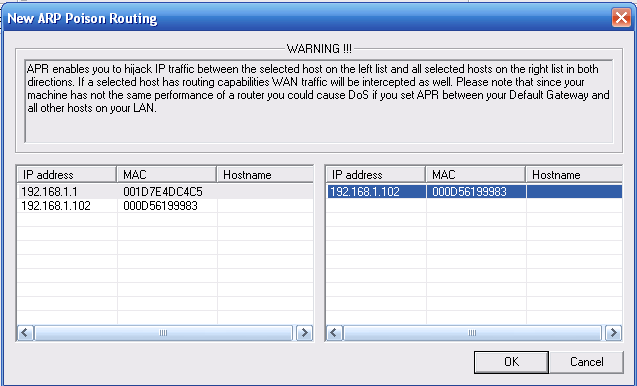 New ARP Poison Routing
WARNING !!!
APR enables you to hijack IP traffic between the selected host on the left list and all selected hosts on the right list in both
directions. If a selected host has routing capabilities WAN traffic will be intercepted as well. Please note that since your
machine has not the same performance of a router you could cause DoS if you set APR between your Default Gateway and
all other hosts on your LAN.
IP address MAC Hostname
192.168.1.1 001D7E4DC4C5
192.168.1.102 000D56199983
IP address MAC Hostname
192.168.1.102 000D56199983
OK Cancel